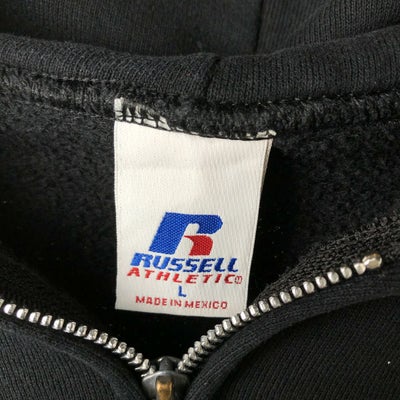 RUSSELL
ATHLETIC
L
MADE IN MEXICO